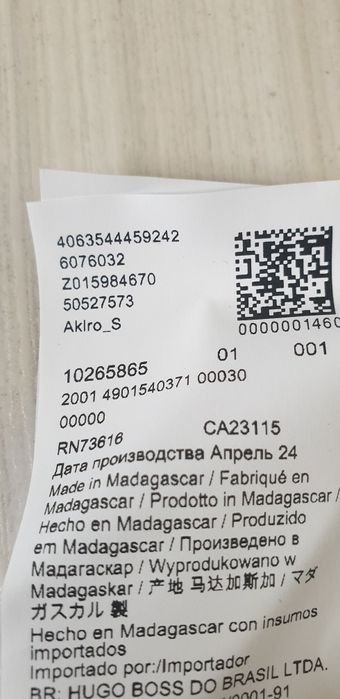 4063544459242
6076032
Z015984670
50527573
Akiro_S
0000001460
10265865 01 001
2001 4901540371 00030
00000
RN73616 CA23115
Дата производства Апрель 24
Made in Madagascar / Fabriqué en
Madagascar / Prodotto in Madagascar /
Hecho en Madagascar / Produzido
em Madagascar / Произведено в
Мадагаскар / Wyprodukowano w
Madagaskar / 产地 马达加斯加 / マダ
ガスカル 製
Hecho en Madagascar con insumos
importados
Importado por:/Importador
BR: HUGO BOSS DO BRASIL LTDA.
0001-91